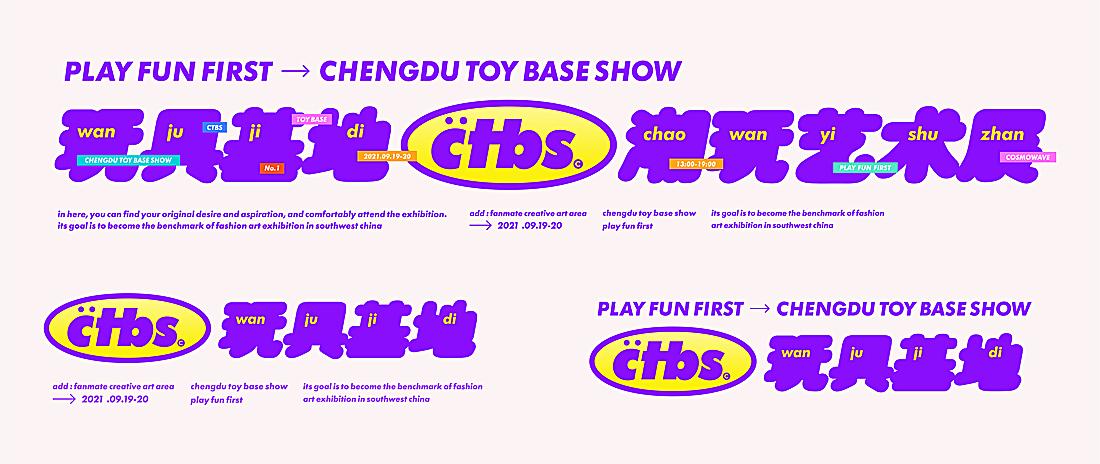 PLAY FUN FIRST → CHENGDU TOY BASE SHOW
玩具基地 ctbs 潮玩艺术展
wan ju ji di chao wan yi shu zhan
CTBS
TOY BASE
CHENGDU TOY BASE SHOW
No.1
2021.09.19-20
13:00-19:00
PLAY FUN FIRST
COSMOWAVE
in here, you can find your original desire and aspiration, and comfortably attend the exhibition.
its goal is to become the benchmark of fashion art exhibition in southwest china
add : fanmate creative art area
→ 2021 .09.19-20
chengdu toy base show
play fun first
its goal is to become the benchmark of fashion
art exhibition in southwest china
ctbs 玩具基地
wan ju ji di
add : fanmate creative art area
→ 2021 .09.19-20
chengdu toy base show
play fun first
its goal is to become the benchmark of fashion
art exhibition in southwest china
PLAY FUN FIRST → CHENGDU TOY BASE SHOW
ctbs 玩具基地
wan ju ji di